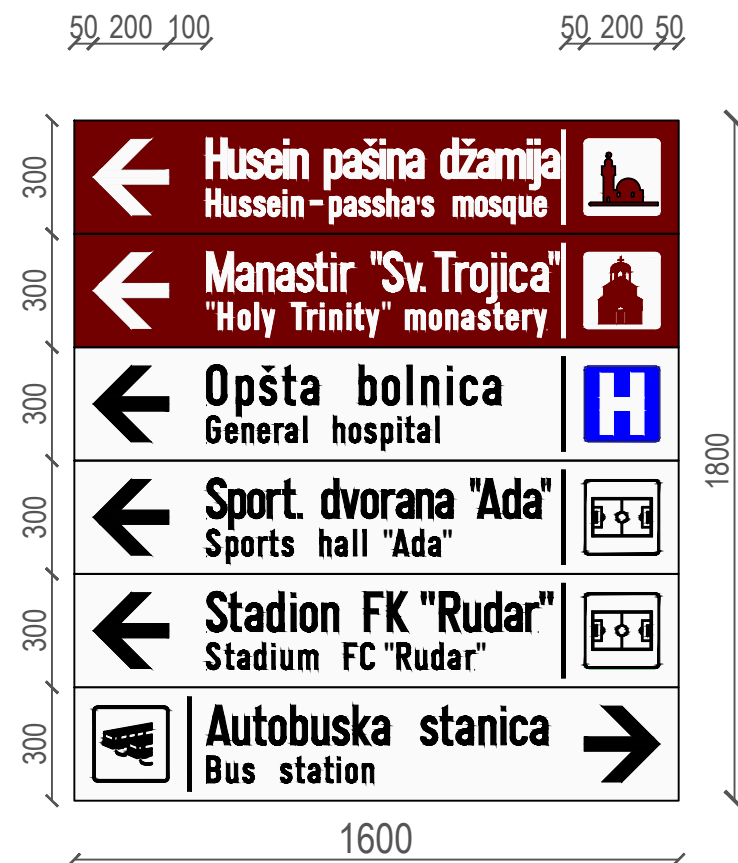 50 200 100 50 200 50
300 Husein pašina džamija
Hussein-passha's mosque
300 Manastir "Sv. Trojica"
"Holy Trinity" monastery
300 Opšta bolnica H
General hospital
1800
300 Sport. dvorana "Ada"
Sports hall "Ada"
300 Stadion FK "Rudar"
Stadium FC "Rudar"
300 Autobuska stanica
Bus station
1600